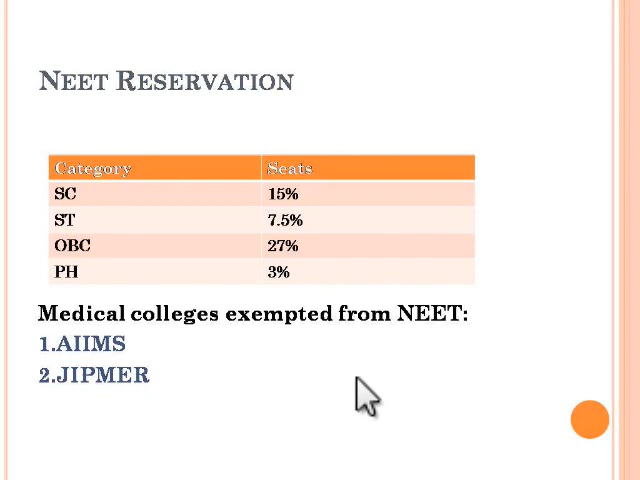 NEET RESERVATION
Category Seats
SC 15%
ST 7.5%
OBC 27%
PH 3%
Medical colleges exempted from NEET:
1.AIIMS
2.JIPMER